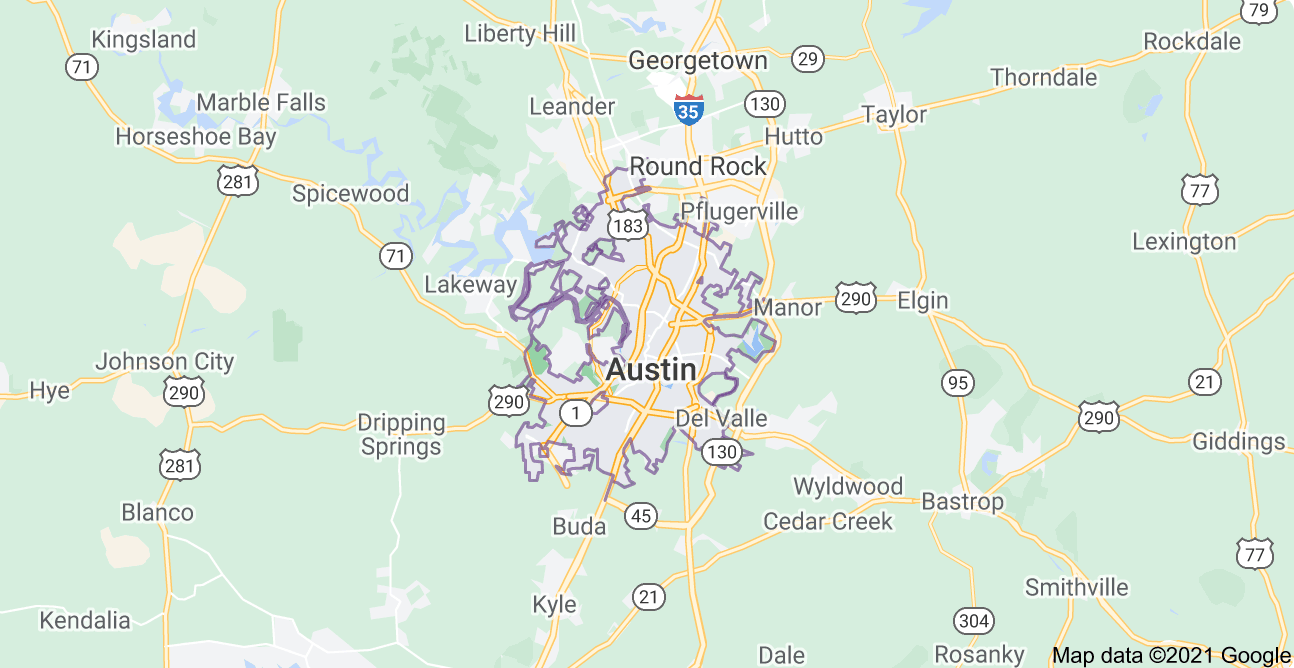 79
Liberty Hill
Kingsland
Rockdale
71
Georgetown
29
Thorndale
Marble Falls
Leander
35
130
Taylor
Horseshoe Bay
Hutto
Round Rock
281
Spicewood
77
183
Pflugerville
Lexington
71
Lakeway
290
Elgin
Manor
Johnson City
Austin
Hye
290
290
95
21
1
290
Dripping
Springs
Del Valle
Giddings
281
130
Wyldwood
Bastrop
Blanco
45
Buda
Cedar Creek
77
Smithville
Kyle
21
Kendalia
304
Dale
Rosanky
Map data ©2021 Google